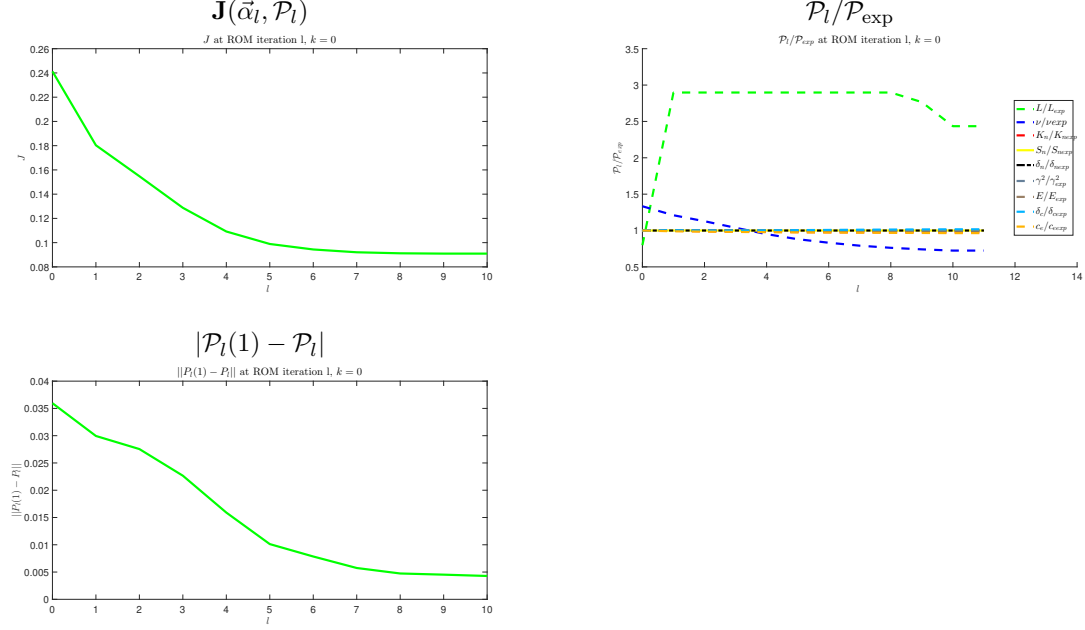 J(α⃗_l, P_l)
J at ROM iteration l, k = 0
0.26
0.24
0.22
0.2
0.18
0.16
0.14
0.12
0.1
0.08
J
0 1 2 3 4 5 6 7 8 9 10
l
P_l/P_exp
P_l/P_exp at ROM iteration l, k = 0
3.5
3
2.5
2
1.5
1
0.5
P_l/P_exp
0 2 4 6 8 10 12 14
l
L/L_exp
ν/νexp
K_n/K_nexp
S_n/S_nexp
δ_n/δ_nexp
γ²/γ²_exp
E/E_exp
δ_c/δ_cexp
c_e/c_eexp
|P_l(1) − P_l|
||P_l(1) − P_l|| at ROM iteration l, k = 0
0.04
0.035
0.03
0.025
0.02
0.015
0.01
0.005
0
||P_l(1) − P_l||
0 1 2 3 4 5 6 7 8 9 10
l